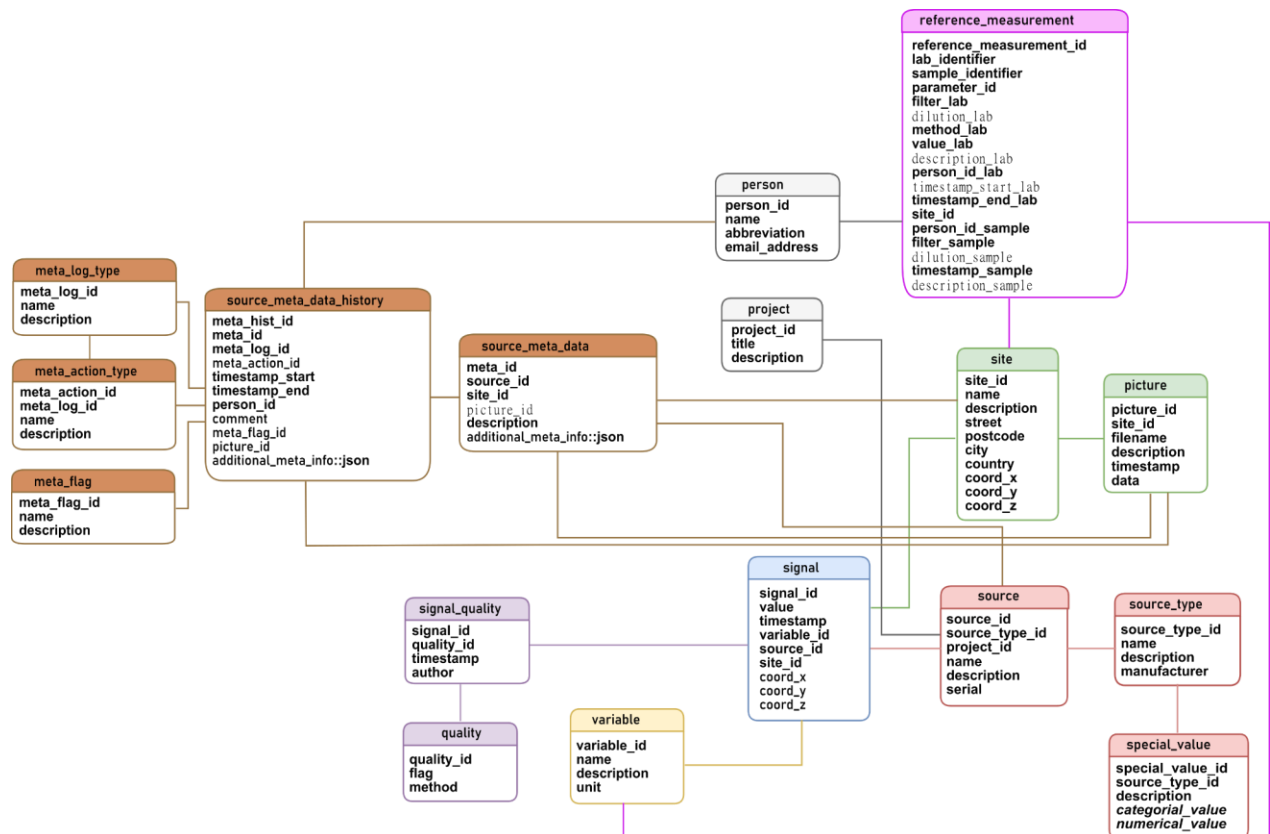 reference_measurement
reference_measurement_id
lab_identifier
sample_identifier
parameter_id
filter_lab
dilution_lab
method_lab
value_lab
description_lab
person_id_lab
timestamp_start_lab
timestamp_end_lab
site_id
person_id_sample
filter_sample
dilution_sample
timestamp_sample
description_sample
person
person_id
name
abbreviation
email_address
meta_log_type
meta_log_id
name
description
source_meta_data_history
meta_hist_id
meta_id
meta_log_id
meta_action_id
timestamp_start
timestamp_end
person_id
comment
meta_flag_id
picture_id
additional_meta_info::json
project
project_id
title
description
source_meta_data
meta_id
source_id
site_id
picture_id
description
additional_meta_info::json
site
site_id
name
description
street
postcode
city
country
coord_x
coord_y
coord_z
picture
picture_id
site_id
filename
description
timestamp
data
meta_action_type
meta_action_id
meta_log_id
name
description
meta_flag
meta_flag_id
name
description
signal
signal_id
value
timestamp
variable_id
source_id
site_id
coord_x
coord_y
coord_z
source
source_id
source_type_id
project_id
name
description
serial
source_type
source_type_id
name
description
manufacturer
signal_quality
signal_id
quality_id
timestamp
author
variable
variable_id
name
description
unit
quality
quality_id
flag
method
special_value
special_value_id
source_type_id
description
categorial_value
numerical_value